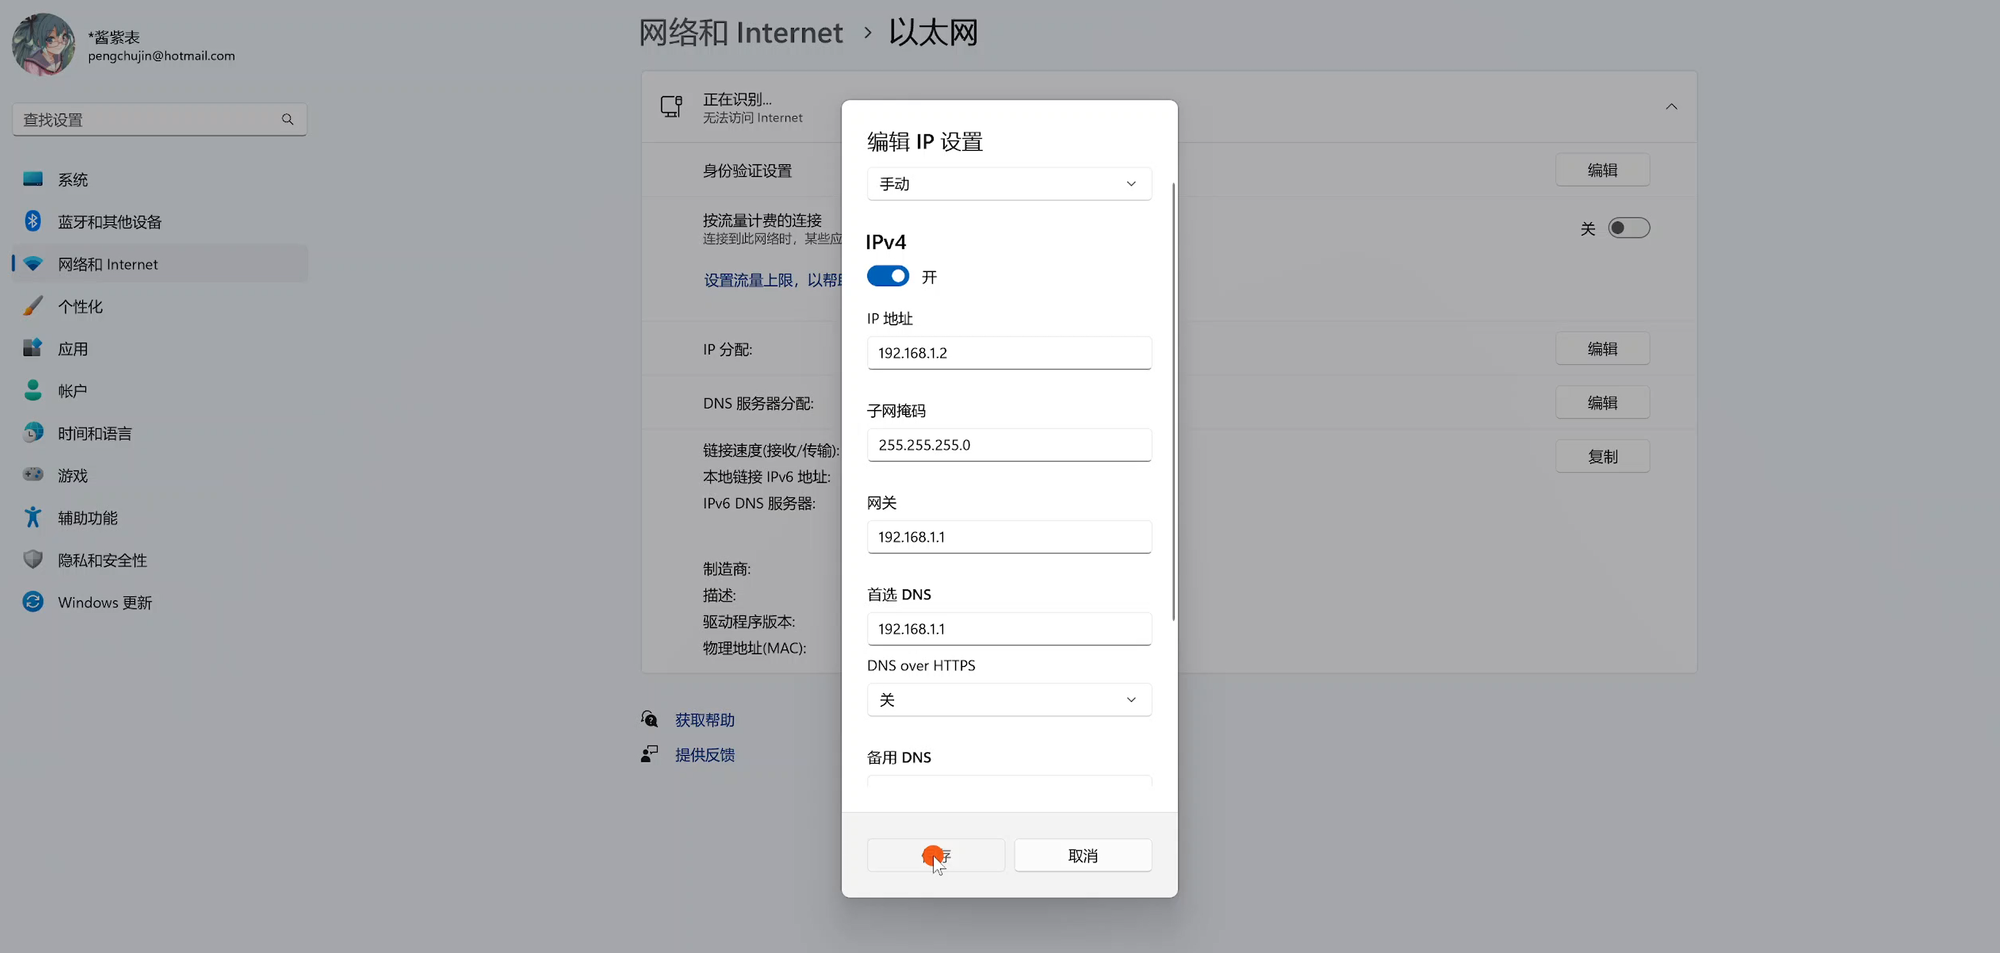 *酱紫表
pengchujin@hotmail.com
查找设置
系统
蓝牙和其他设备
网络和 Internet
个性化
应用
帐户
时间和语言
游戏
辅助功能
隐私和安全性
Windows 更新
网络和 Internet › 以太网
正在识别...
无法访问 Internet
身份验证设置
编辑
按流量计费的连接
连接到此网络时，某些应
关
设置流量上限，以帮
IP 分配:
编辑
DNS 服务器分配:
编辑
链接速度(接收/传输):
复制
本地链接 IPv6 地址:
IPv6 DNS 服务器:
制造商:
描述:
驱动程序版本:
物理地址(MAC):
获取帮助
提供反馈
编辑 IP 设置
手动
IPv4
开
IP 地址
192.168.1.2
子网掩码
255.255.255.0
网关
192.168.1.1
首选 DNS
192.168.1.1
DNS over HTTPS
关
备用 DNS
取消